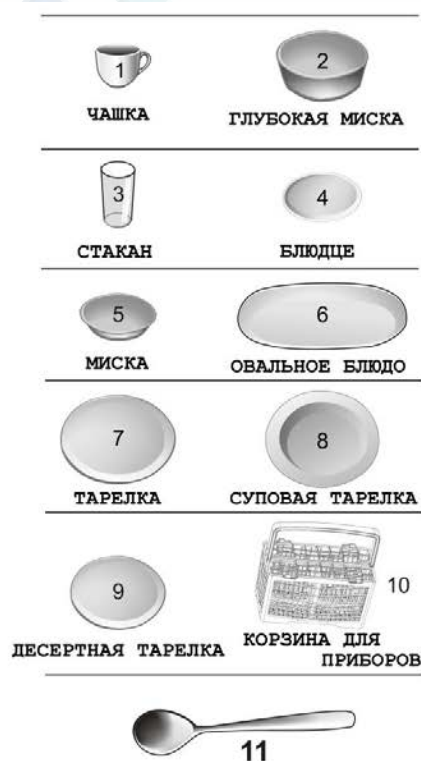 1
2
ЧАШКА
ГЛУБОКАЯ МИСКА
3
4
СТАКАН
БЛЮДЦЕ
5
6
МИСКА
ОВАЛЬНОЕ БЛЮДО
7
8
ТАРЕЛКА
СУПОВАЯ ТАРЕЛКА
9
10
ДЕСЕРТНАЯ ТАРЕЛКА
КОРЗИНА ДЛЯ
ПРИБОРОВ
11